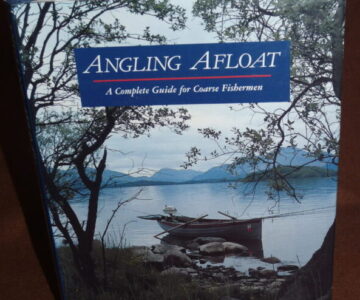 ANGLING AFLOAT
A Complete Guide for Coarse Fishermen